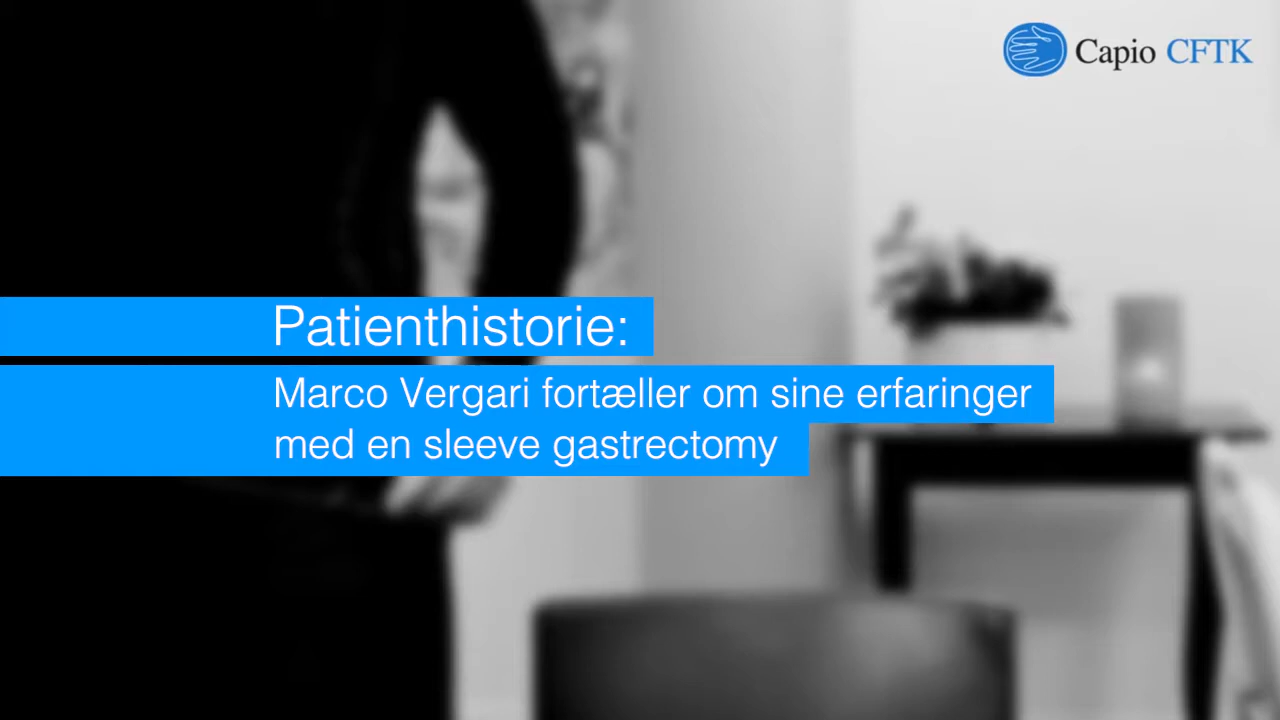 Capio CFTK
Patienthistorie:
Marco Vergari fortæller om sine erfaringer
med en sleeve gastrectomy